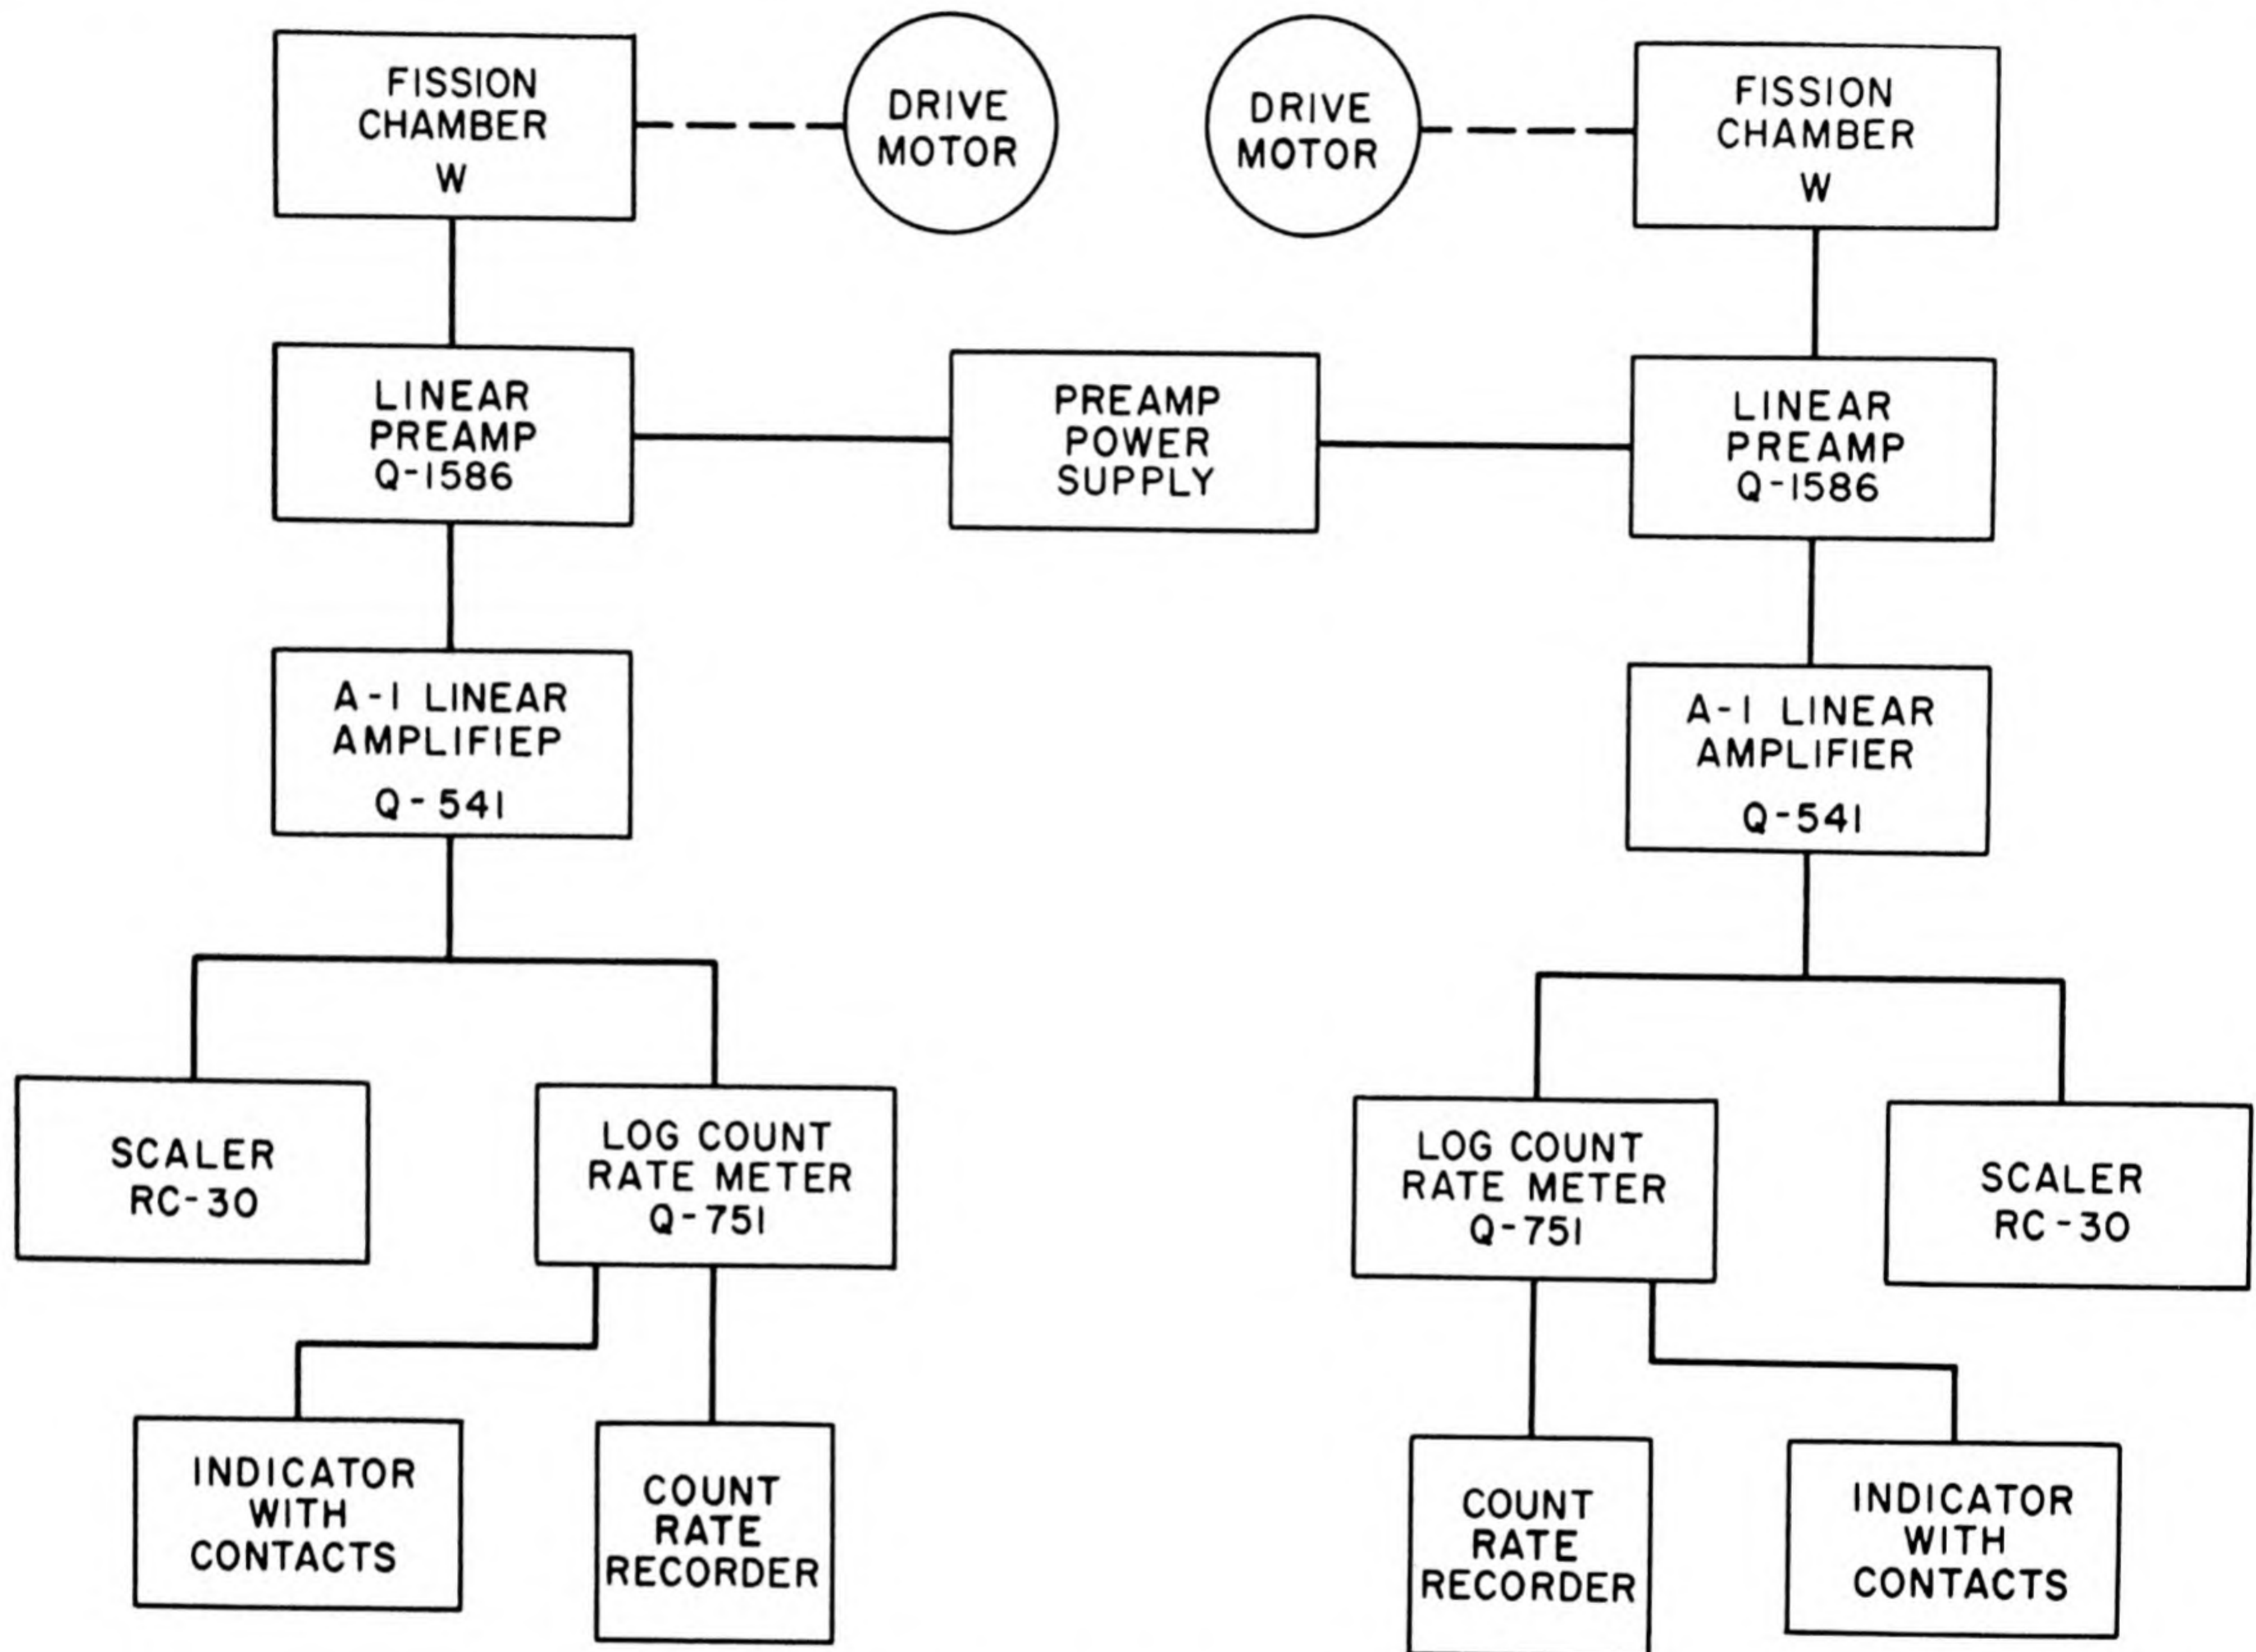 FISSION
CHAMBER
W
DRIVE
MOTOR
DRIVE
MOTOR
FISSION
CHAMBER
W
LINEAR
PREAMP
Q-1586
PREAMP
POWER
SUPPLY
LINEAR
PREAMP
Q-1586
A-1 LINEAR
AMPLIFIEP
Q-541
A-1 LINEAR
AMPLIFIER
Q-541
SCALER
RC-30
LOG COUNT
RATE METER
Q-751
LOG COUNT
RATE METER
Q-751
SCALER
RC-30
INDICATOR
WITH
CONTACTS
COUNT
RATE
RECORDER
COUNT
RATE
RECORDER
INDICATOR
WITH
CONTACTS